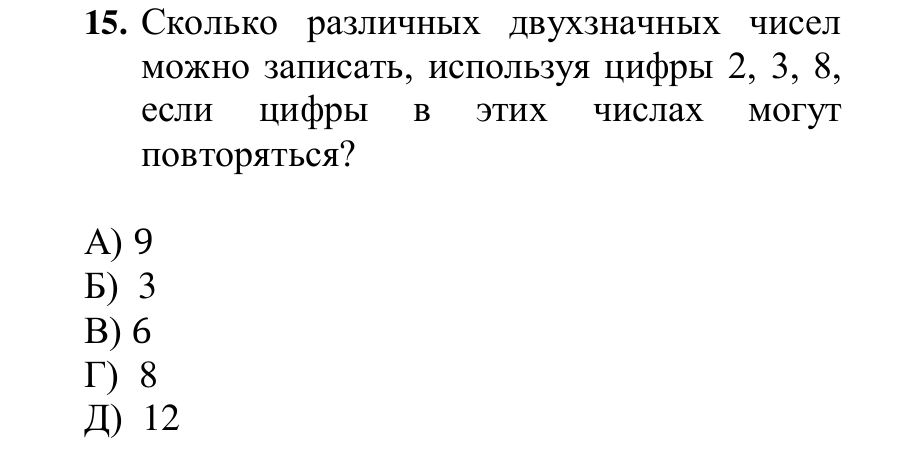 15. Сколько различных двухзначных чисел
можно записать, используя цифры 2, 3, 8,
если цифры в этих числах могут
повторяться?
А) 9
Б) 3
В) 6
Г) 8
Д) 12